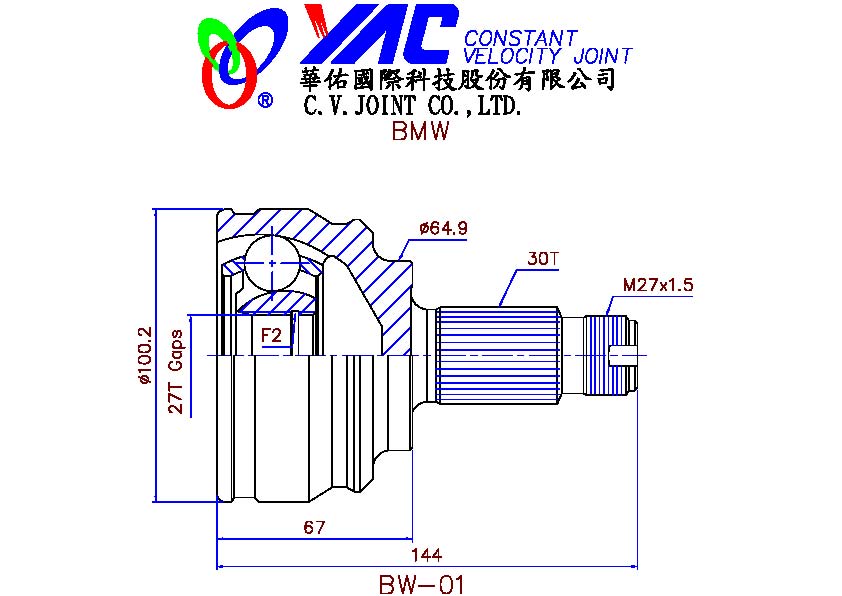 YAC CONSTANT
VELOCITY JOINT
華佑國際科技股份有限公司
®
C.V.JOINT CO.,LTD.
BMW
ø64.9
30T
M27x1.5
ø100.2
27T Gaps
F2
67
144
BW-01